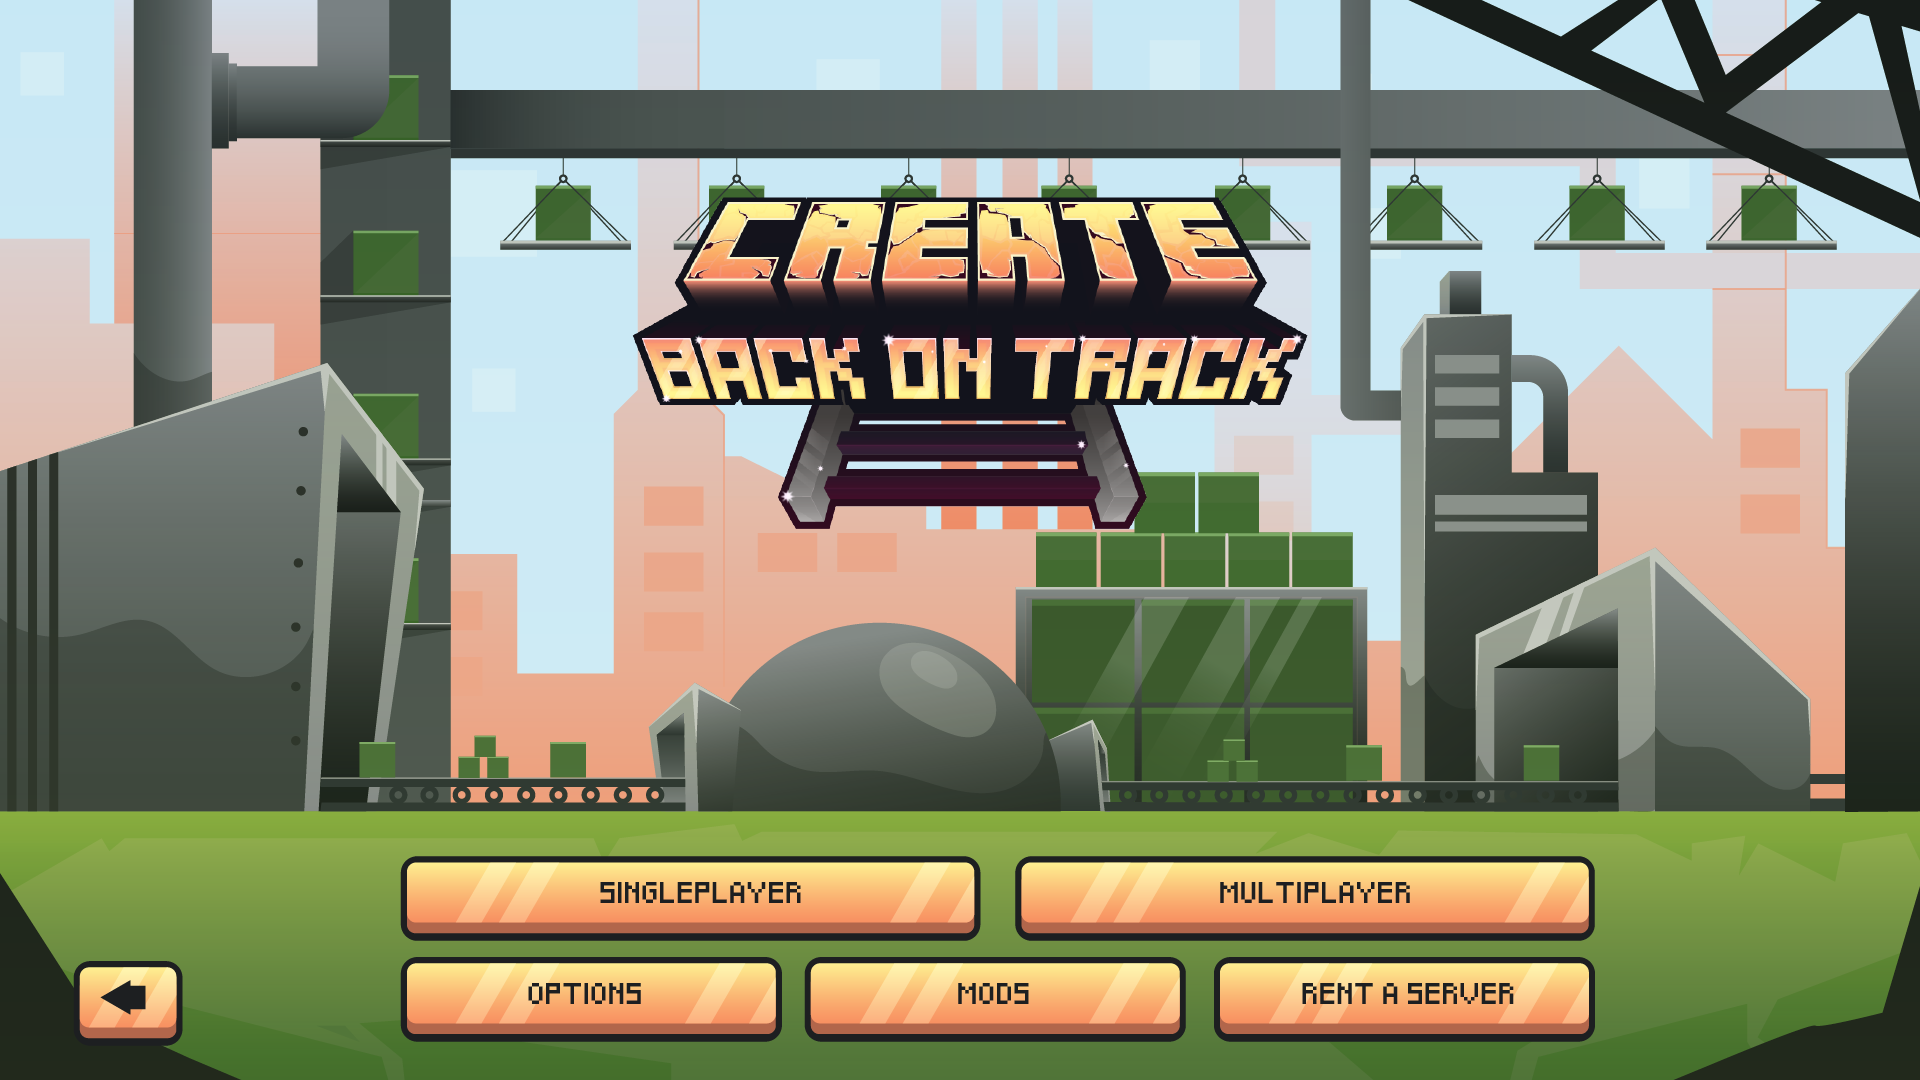 CREATE
BACK ON TRACK
SINGLEPLAYER
MULTIPLAYER
OPTIONS
MODS
RENT A SERVER